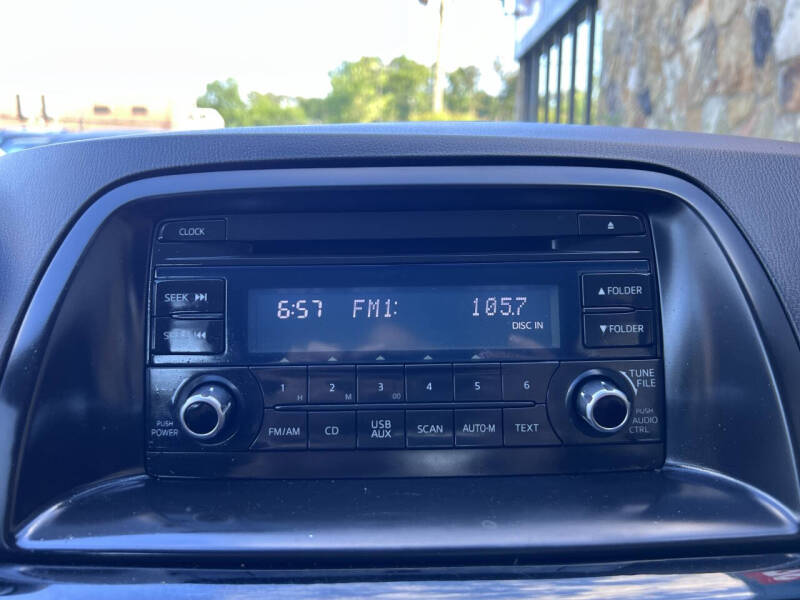 CLOCK
SEEK
SEEK
6:57 FM1: 105.7
DISC IN
FOLDER
FOLDER
PUSH
POWER
1 2 3 4 5 6
H M 00
FM/AM CD USB AUX SCAN AUTO-M TEXT
TUNE
FILE
PUSH
AUDIO
CTRL